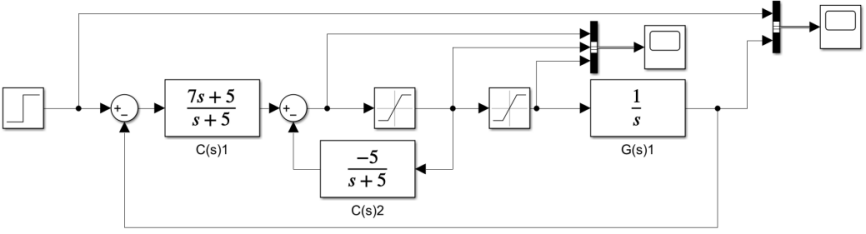 +
−
7s + 5
s + 5
C(s)1
+
−
−5
s + 5
C(s)2
1
s
G(s)1